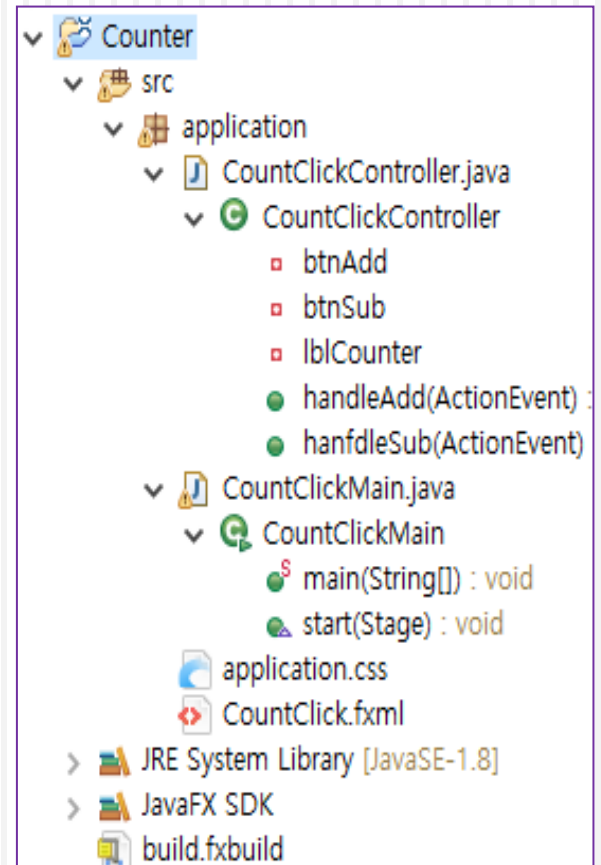 Counter
src
application
CountClickController.java
CountClickController
btnAdd
btnSub
lblCounter
handleAdd(ActionEvent) :
hanfdleSub(ActionEvent)
CountClickMain.java
CountClickMain
main(String[]) : void
start(Stage) : void
application.css
CountClick.fxml
JRE System Library [JavaSE-1.8]
JavaFX SDK
build.fxbuild